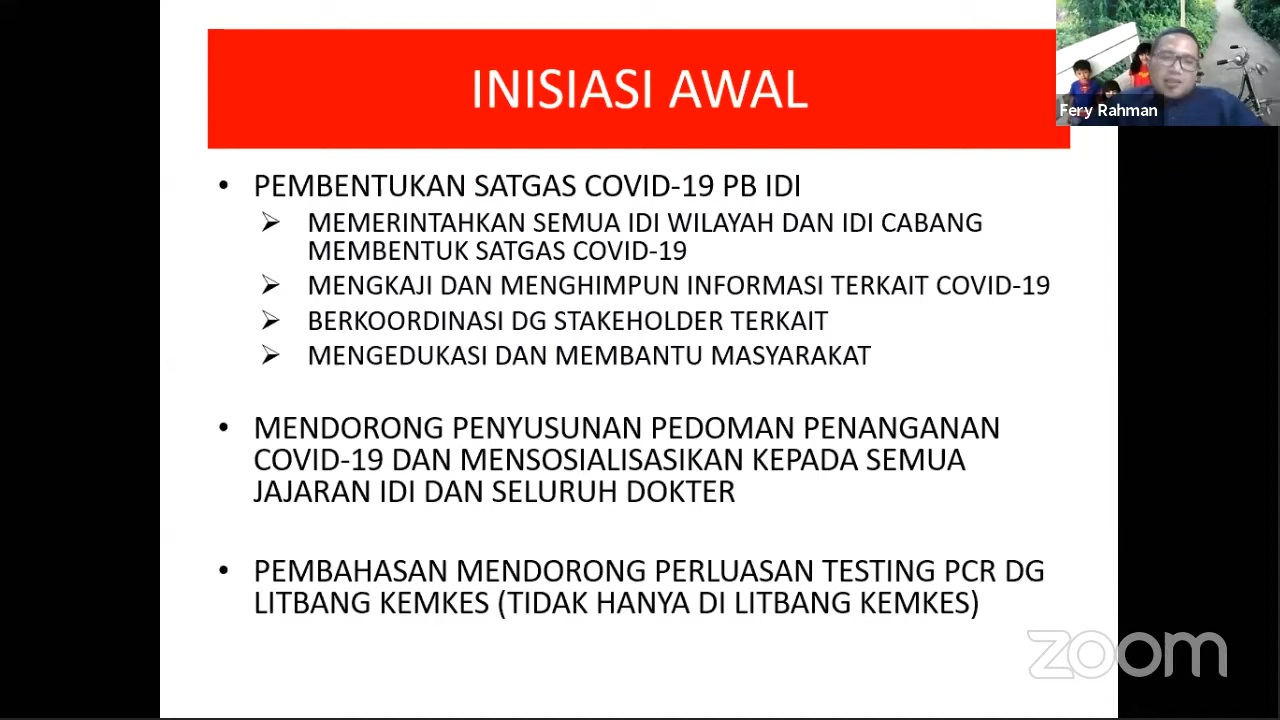 INISIASI AWAL
Fery Rahman
• PEMBENTUKAN SATGAS COVID-19 PB IDI
➢ MEMERINTAHKAN SEMUA IDI WILAYAH DAN IDI CABANG
MEMBENTUK SATGAS COVID-19
➢ MENGKAJI DAN MENGHIMPUN INFORMASI TERKAIT COVID-19
➢ BERKOORDINASI DG STAKEHOLDER TERKAIT
➢ MENGEDUKASI DAN MEMBANTU MASYARAKAT
• MENDORONG PENYUSUNAN PEDOMAN PENANGANAN
COVID-19 DAN MENSOSIALISASIKAN KEPADA SEMUA
JAJARAN IDI DAN SELURUH DOKTER
• PEMBAHASAN MENDORONG PERLUASAN TESTING PCR DG
LITBANG KEMKES (TIDAK HANYA DI LITBANG KEMKES)
zoom